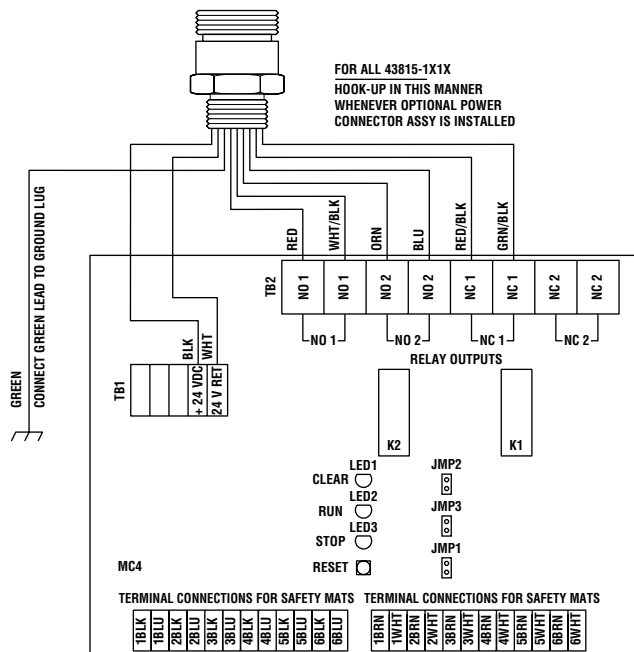 FOR ALL 43815-1X1X
HOOK-UP IN THIS MANNER
WHENEVER OPTIONAL POWER
CONNECTOR ASSY IS INSTALLED
GREEN
CONNECT GREEN LEAD TO GROUND LUG
RED
WHT/BLK
ORN
BLU
RED/BLK
GRN/BLK
TB2
NO 1
NO 1
NO 2
NO 2
NC 1
NC 1
NC 2
NC 2
NO 1
NO 2
NC 1
NC 2
RELAY OUTPUTS
BLK
WHT
TB1
+ 24 VDC
24 V RET
K2
K1
LED1
CLEAR
LED2
RUN
LED3
STOP
RESET
JMP2
JMP3
JMP1
MC4
TERMINAL CONNECTIONS FOR SAFETY MATS
1BLK
1BLU
2BLK
2BLU
3BLK
3BLU
4BLK
4BLU
5BLK
5BLU
6BLK
6BLU
TERMINAL CONNECTIONS FOR SAFETY MATS
1BRN
1WHT
2BRN
2WHT
3BRN
3WHT
4BRN
4WHT
5BRN
5WHT
6BRN
6WHT